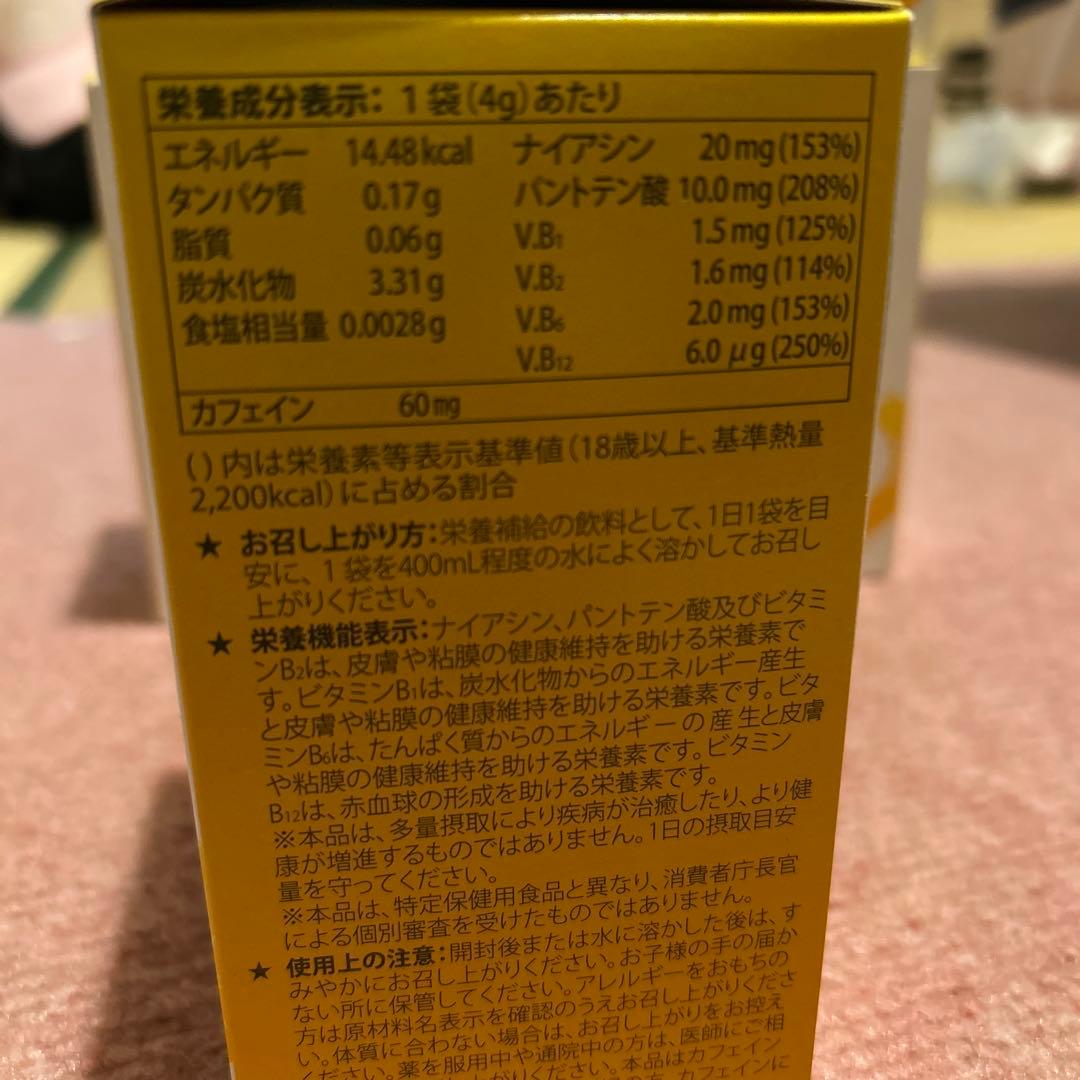 栄養成分表示：1袋(4g)あたり
エネルギー 14.48kcal ナイアシン 20mg(153%)
タンパク質 0.17g パントテン酸 10.0mg(208%)
脂質 0.06g V.B1 1.5mg(125%)
炭水化物 3.31g V.B2 1.6mg(114%)
食塩相当量 0.0028g V.B6 2.0mg(153%)
V.B12 6.0μg(250%)
カフェイン 60mg
()内は栄養素等表示基準値(18歳以上、基準熱量
2,200kcal)に占める割合
★ お召し上がり方：栄養補給の飲料として、1日1袋を目
安に、1袋を400mL程度の水によく溶かしてお召し
上がりください。
★ 栄養機能表示：ナイアシン、パントテン酸及びビタミ
ンB2は、皮膚や粘膜の健康維持を助ける栄養素で
す。ビタミンB1は、炭水化物からのエネルギー産生
と皮膚や粘膜の健康維持を助ける栄養素です。ビタ
ミンB6は、たんぱく質からのエネルギーの産生と皮膚
や粘膜の健康維持を助ける栄養素です。ビタミン
B12は、赤血球の形成を助ける栄養素です。
※本品は、多量摂取により疾病が治癒したり、より健
康が増進するものではありません。1日の摂取目安
量を守ってください。
※本品は、特定保健用食品と異なり、消費者庁長官
による個別審査を受けたものではありません。
★ 使用上の注意：開封後または水に溶かした後は、す
みやかにお召し上がりください。お子様の手の届か
ない所に保管してください。アレルギーをおもちの
方は原材料名表示を確認のうえお召し上がりくださ
い。体質に合わない場合は、お召し上がりをお控え
ください。薬を服用中や通院中の方は、医師にご相
上がりください。本品はカフェイン
の方、カフェインに